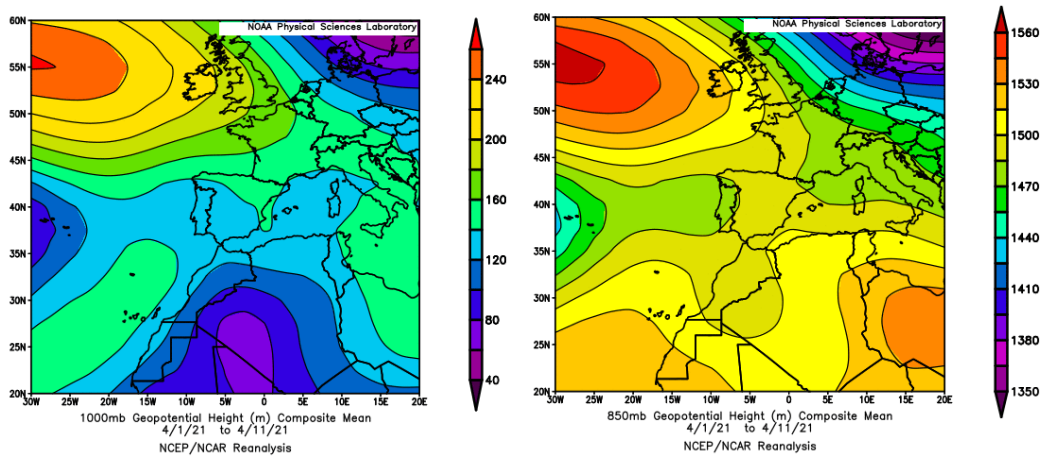 NOAA Physical Sciences Laboratory
60N
55N
50N
45N
40N
35N
30N
25N
20N
30W 25W 20W 15W 10W 5W 0 5E 10E 15E 20E
240
200
160
120
80
40
1000mb Geopotential Height (m) Composite Mean
4/1/21 to 4/11/21
NCEP/NCAR Reanalysis
NOAA Physical Sciences Laboratory
60N
55N
50N
45N
40N
35N
30N
25N
20N
30W 25W 20W 15W 10W 5W 0 5E 10E 15E 20E
1560
1530
1500
1470
1440
1410
1380
1350
850mb Geopotential Height (m) Composite Mean
4/1/21 to 4/11/21
NCEP/NCAR Reanalysis